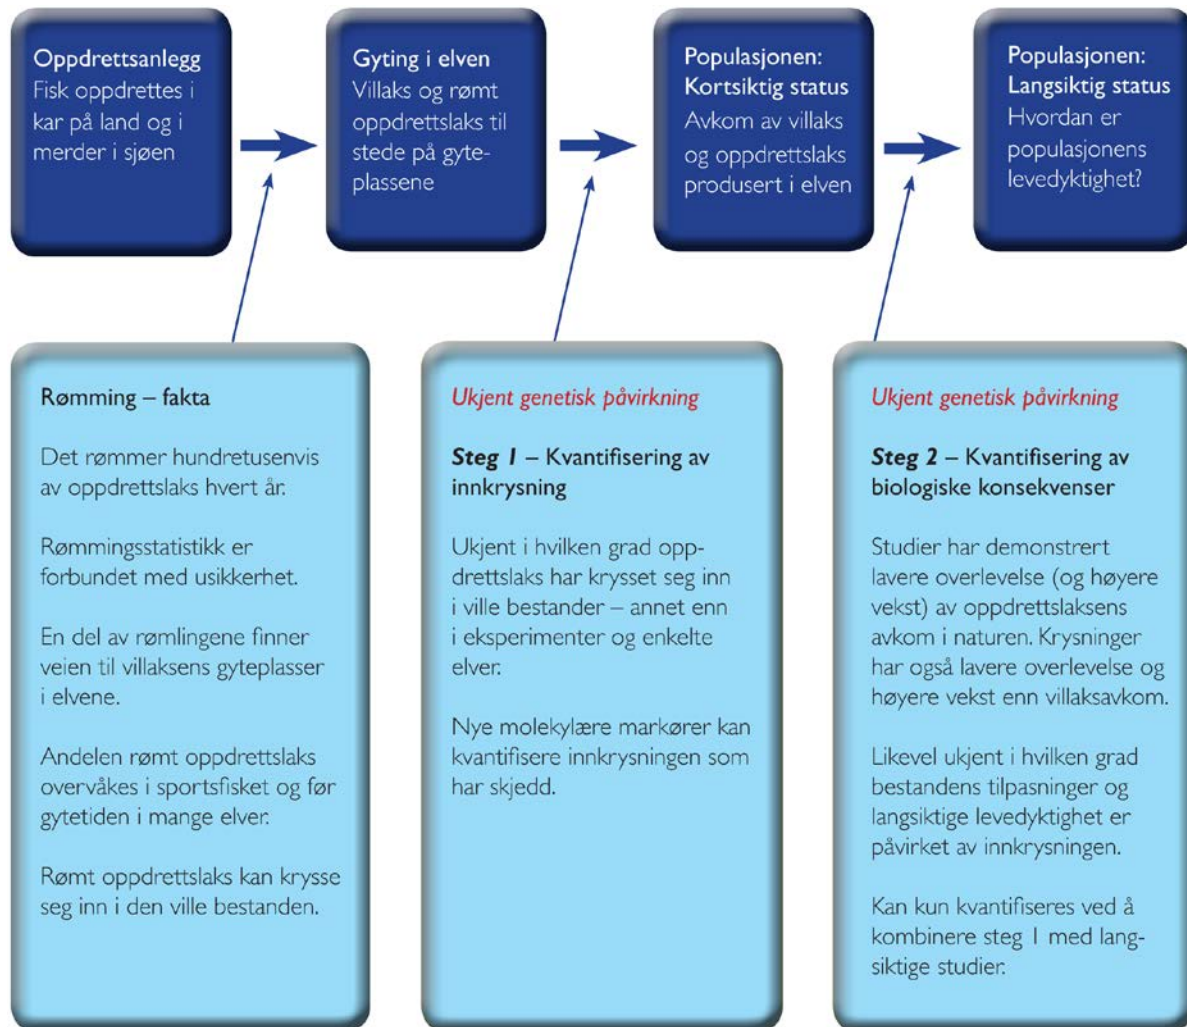 Oppdrettsanlegg
Fisk oppdrettes i
kar på land og i
merder i sjøen
Gyting i elven
Villaks og rømt
oppdrettslaks til
stede på gyte-
plassene
Populasjonen:
Kortsiktig status
Avkom av villaks
og oppdrettslaks
produsert i elven
Populasjonen:
Langsiktig status
Hvordan er
populasjonens
levedyktighet?
Rømming – fakta
Det rømmer hundretusenvis
av oppdrettslaks hvert år.
Rømmingsstatistikk er
forbundet med usikkerhet.
En del av rømlingene finner
veien til villaksens gyteplasser
i elvene.
Andelen rømt oppdrettslaks
overvåkes i sportsfisket og før
gytetiden i mange elver.
Rømt oppdrettslaks kan krysse
seg inn i den ville bestanden.
Ukjent genetisk påvirkning
Steg 1 – Kvantifisering av
innkrysning
Ukjent i hvilken grad opp-
drettslaks har krysset seg inn
i ville bestander – annet enn
i eksperimenter og enkelte
elver.
Nye molekylære markører kan
kvantifisere innkrysningen som
har skjedd.
Ukjent genetisk påvirkning
Steg 2 – Kvantifisering av
biologiske konsekvenser
Studier har demonstrert
lavere overlevelse (og høyere
vekst) av oppdrettslaksens
avkom i naturen. Krysninger
har også lavere overlevelse og
høyere vekst enn villaksavkom.
Likevel ukjent i hvilken grad
bestandens tilpasninger og
langsiktige levedyktighet er
påvirket av innkrysningen.
Kan kun kvantifiseres ved å
kombinere steg 1 med lang-
siktige studier.